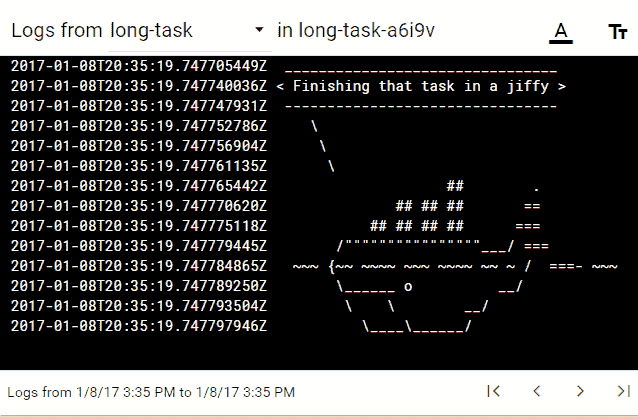 Logs from long-task in long-task-a6i9v A Tт
2017-01-08T20:35:19.747705449Z  ________________________________
2017-01-08T20:35:19.747740036Z < Finishing that task in a jiffy >
2017-01-08T20:35:19.747747931Z  --------------------------------
2017-01-08T20:35:19.747752786Z     \
2017-01-08T20:35:19.747756904Z      \
2017-01-08T20:35:19.747761135Z       \
2017-01-08T20:35:19.747765442Z                     ##        .
2017-01-08T20:35:19.747770620Z               ## ## ##       ==
2017-01-08T20:35:19.747775118Z            ## ## ## ##      ===
2017-01-08T20:35:19.747779445Z        /""""""""""""""""___/ ===
2017-01-08T20:35:19.747784865Z   ~~~ {~~ ~~~~ ~~~ ~~~~ ~~ ~ /  ===- ~~~
2017-01-08T20:35:19.747789250Z        \______ o          __/
2017-01-08T20:35:19.747793504Z         \    \        __/
2017-01-08T20:35:19.747797946Z           \____\______/
Logs from 1/8/17 3:35 PM to 1/8/17 3:35 PM